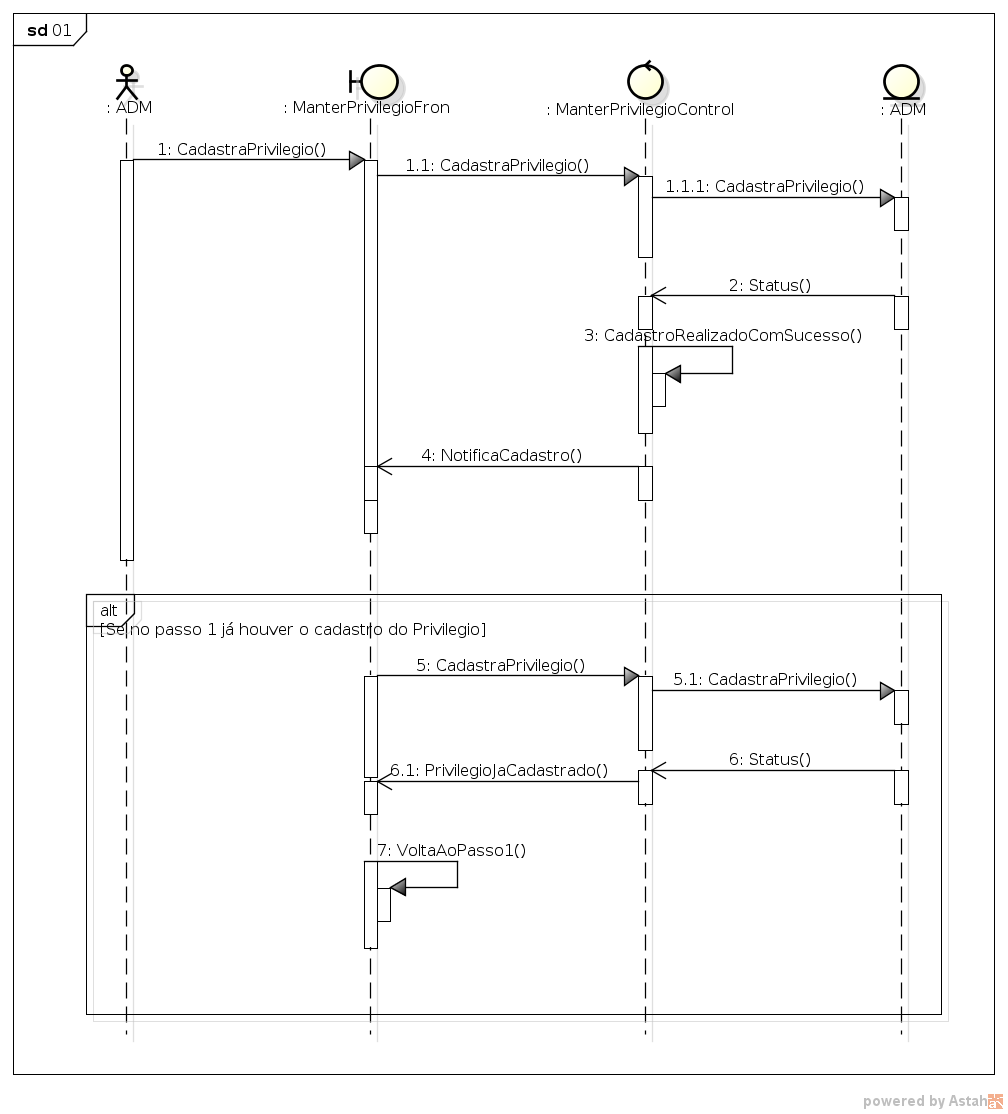 sd 01
: ADM
: ManterPrivilegioFron
: ManterPrivilegioControl
: ADM
1: CadastraPrivilegio()
1.1: CadastraPrivilegio()
1.1.1: CadastraPrivilegio()
2: Status()
3: CadastroRealizadoComSucesso()
4: NotificaCadastro()
alt
[Se no passo 1 já houver o cadastro do Privilegio]
5: CadastraPrivilegio()
5.1: CadastraPrivilegio()
6: Status()
6.1: PrivilegioJaCadastrado()
7: VoltaAoPasso1()
powered by Astah